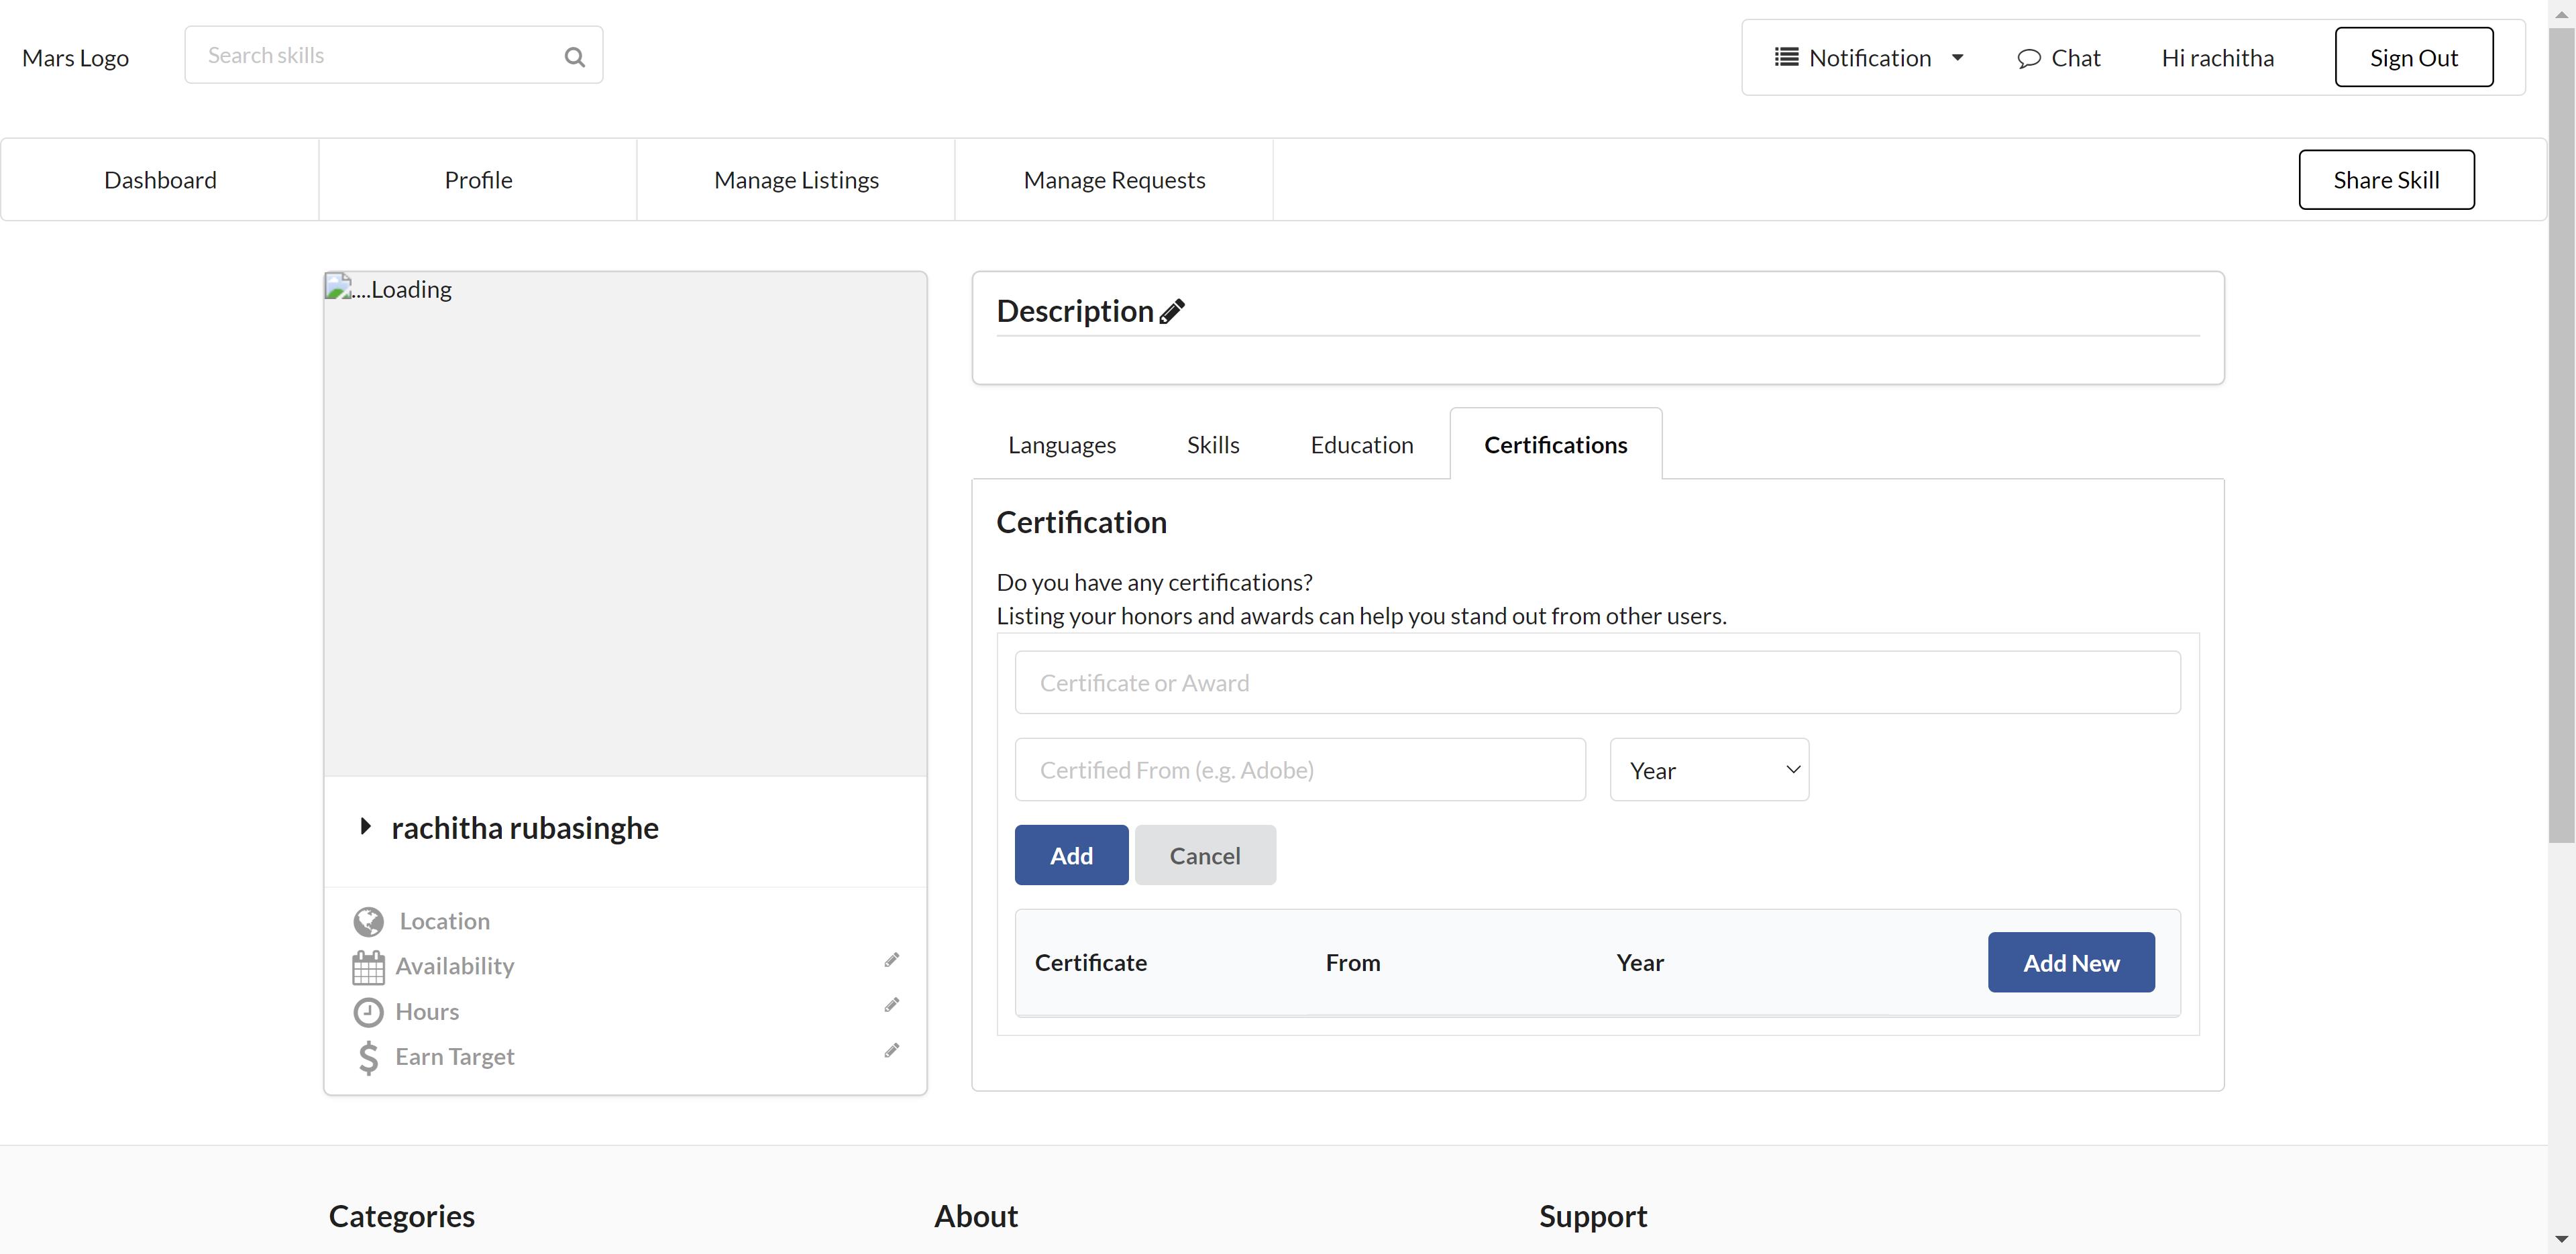 Mars Logo
Search skills
Notification
Chat
Hi rachitha
Sign Out
Dashboard
Profile
Manage Listings
Manage Requests
Share Skill
....Loading
rachitha rubasinghe
Location
Availability
Hours
Earn Target
Description
Languages
Skills
Education
Certifications
Certification
Do you have any certifications?
Listing your honors and awards can help you stand out from other users.
Certificate or Award
Certified From (e.g. Adobe)
Year
Add
Cancel
Certificate
From
Year
Add New
Categories
About
Support